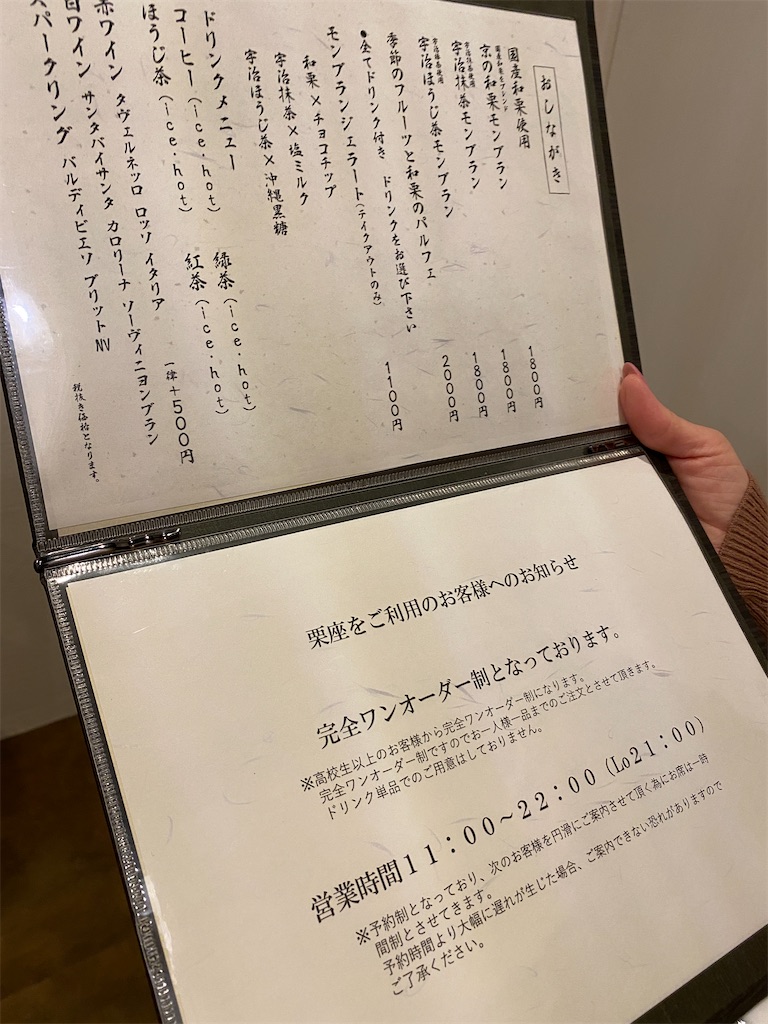 おしながき
国産和栗使用
国産和栗をブレンド
京の和栗モンブラン 1800円
宇治抹茶使用
宇治抹茶モンブラン 1800円
宇治焙茶使用
宇治ほうじ茶モンブラン 1800円
季節のフルーツと和栗のパルフェ 2000円
●全てドリンク付き ドリンクをお選び下さい
モンブランジェラート(テイクアウトのみ) 1100円
和栗×チョコチップ
宇治抹茶×塩ミルク
宇治ほうじ茶×沖縄黒糖
ドリンクメニュー
コーヒー(ice・hot) 緑茶(ice・hot)
ほうじ茶(ice・hot) 紅茶(ice・hot)
赤ワイン タヴェルネッロ ロッソ イタリア 一律+500円
白ワイン サンタバイサンタ カロリーナ ソーヴィニヨンブラン
スパークリング バルディビエソ ブリットNV
税抜き価格となります。
栗座をご利用のお客様へのお知らせ
完全ワンオーダー制となっております。
※高校生以上のお客様から完全ワンオーダー制になります。
完全ワンオーダー制ですのでお一人様一品までのご注文とさせて頂きます。
ドリンク単品でのご用意はしておりません。
営業時間11:00~22:00(Lo21:00)
※予約制となっており、次のお客様を円滑にご案内させて頂く為にお席は一時
間制とさせてきます。
予約時間より大幅に遅れが生じた場合、ご案内できない恐れがありますので
ご了承ください。